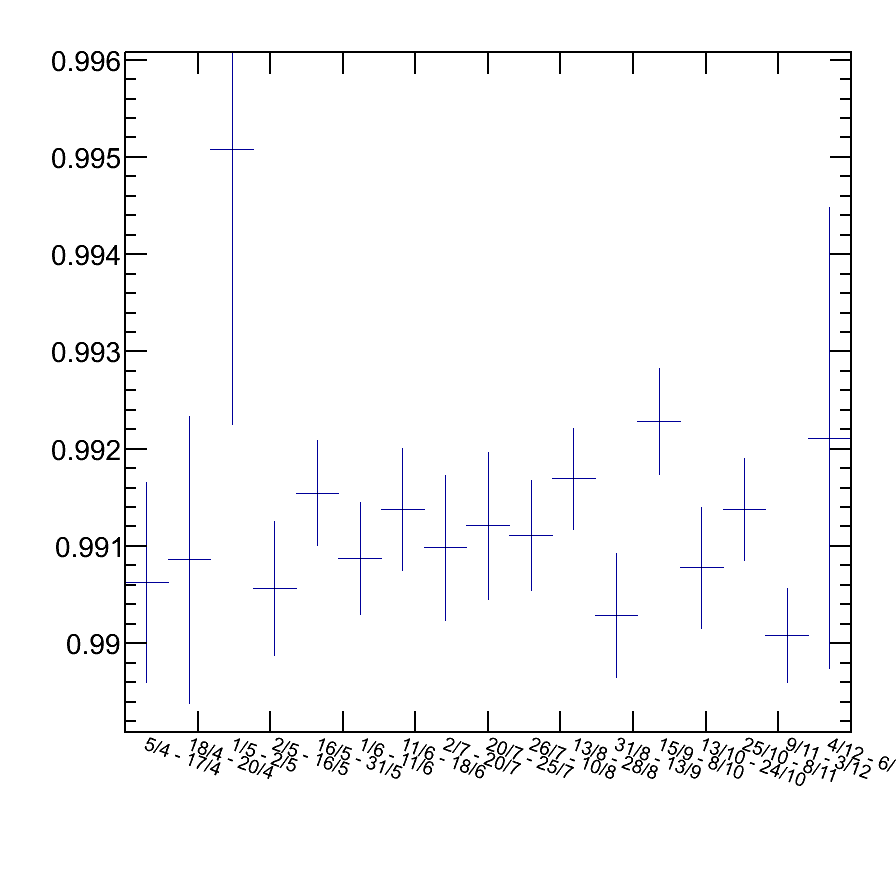 0.996
0.995
0.994
0.993
0.992
0.991
0.99
5/4 - 17/4
18/4 - 20/4
1/5 - 2/5
2/5 - 16/5
16/5 - 31/5
1/6 - 11/6
11/6 - 18/6
2/7 - 20/7
20/7 - 25/7
26/7 - 10/8
13/8 - 28/8
31/8 - 13/9
15/9 - 8/10
13/10 - 24/10
25/10 - 8/11
9/11 - 3/12
4/12 - 6/